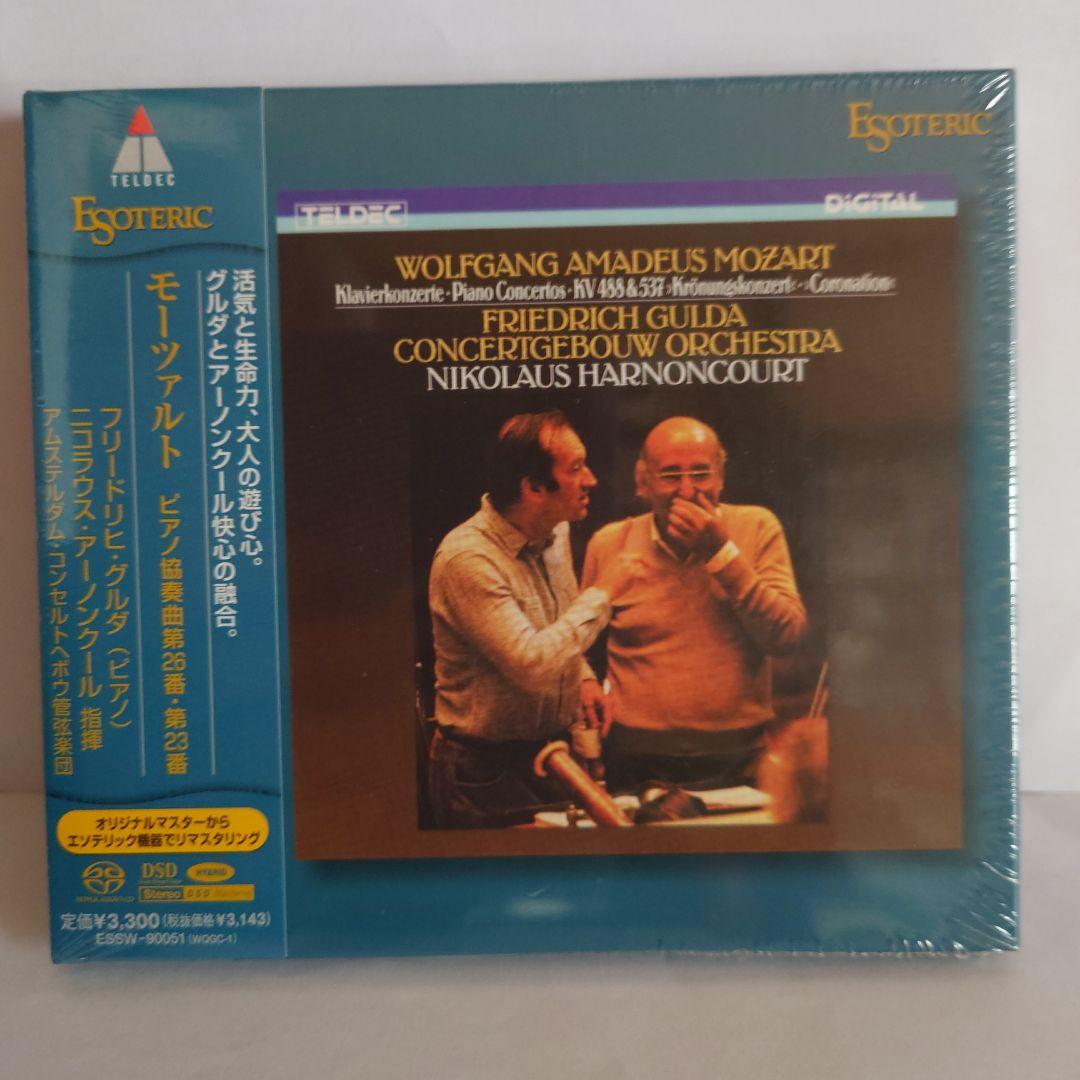 TELDEC
ESOTERIC
活気と生命力、大人の遊び心。
グルダとアーノンクール快心の融合。
モーツァルト ピアノ協奏曲第26番・第23番
フリードリヒ・グルダ（ピアノ）
ニコラウス・アーノンクール 指揮
アムステルダム・コンセルトヘボウ管弦楽団
オリジナルマスターから
エソテリック機器でリマスタリング
SUPER AUDIO CD
DSD
HYBRID
Stereo DSD Mastering
定価¥3,300(税抜価格¥3,143)
ESSW-90051 (WQGC-1)
ESOTERIC
TELDEC DIGITAL
WOLFGANG AMADEUS MOZART
Klavierkonzerte · Piano Concertos · KV 488 & 537 »Krönungskonzert« · »Coronation«
FRIEDRICH GULDA
CONCERTGEBOUW ORCHESTRA
NIKOLAUS HARNONCOURT